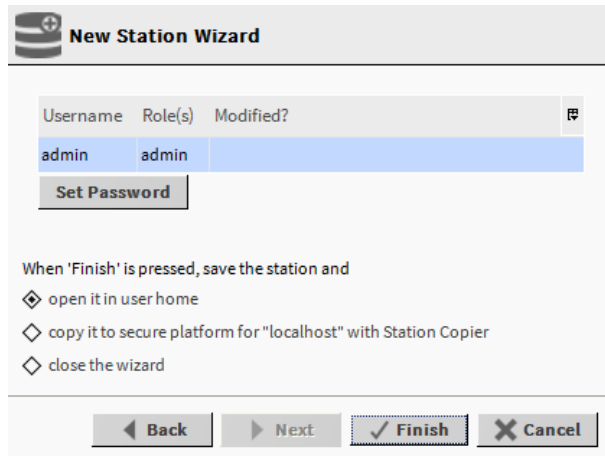 New Station Wizard
Username Role(s) Modified?
admin admin
Set Password
When 'Finish' is pressed, save the station and
open it in user home
copy it to secure platform for "localhost" with Station Copier
close the wizard
Back Next Finish Cancel